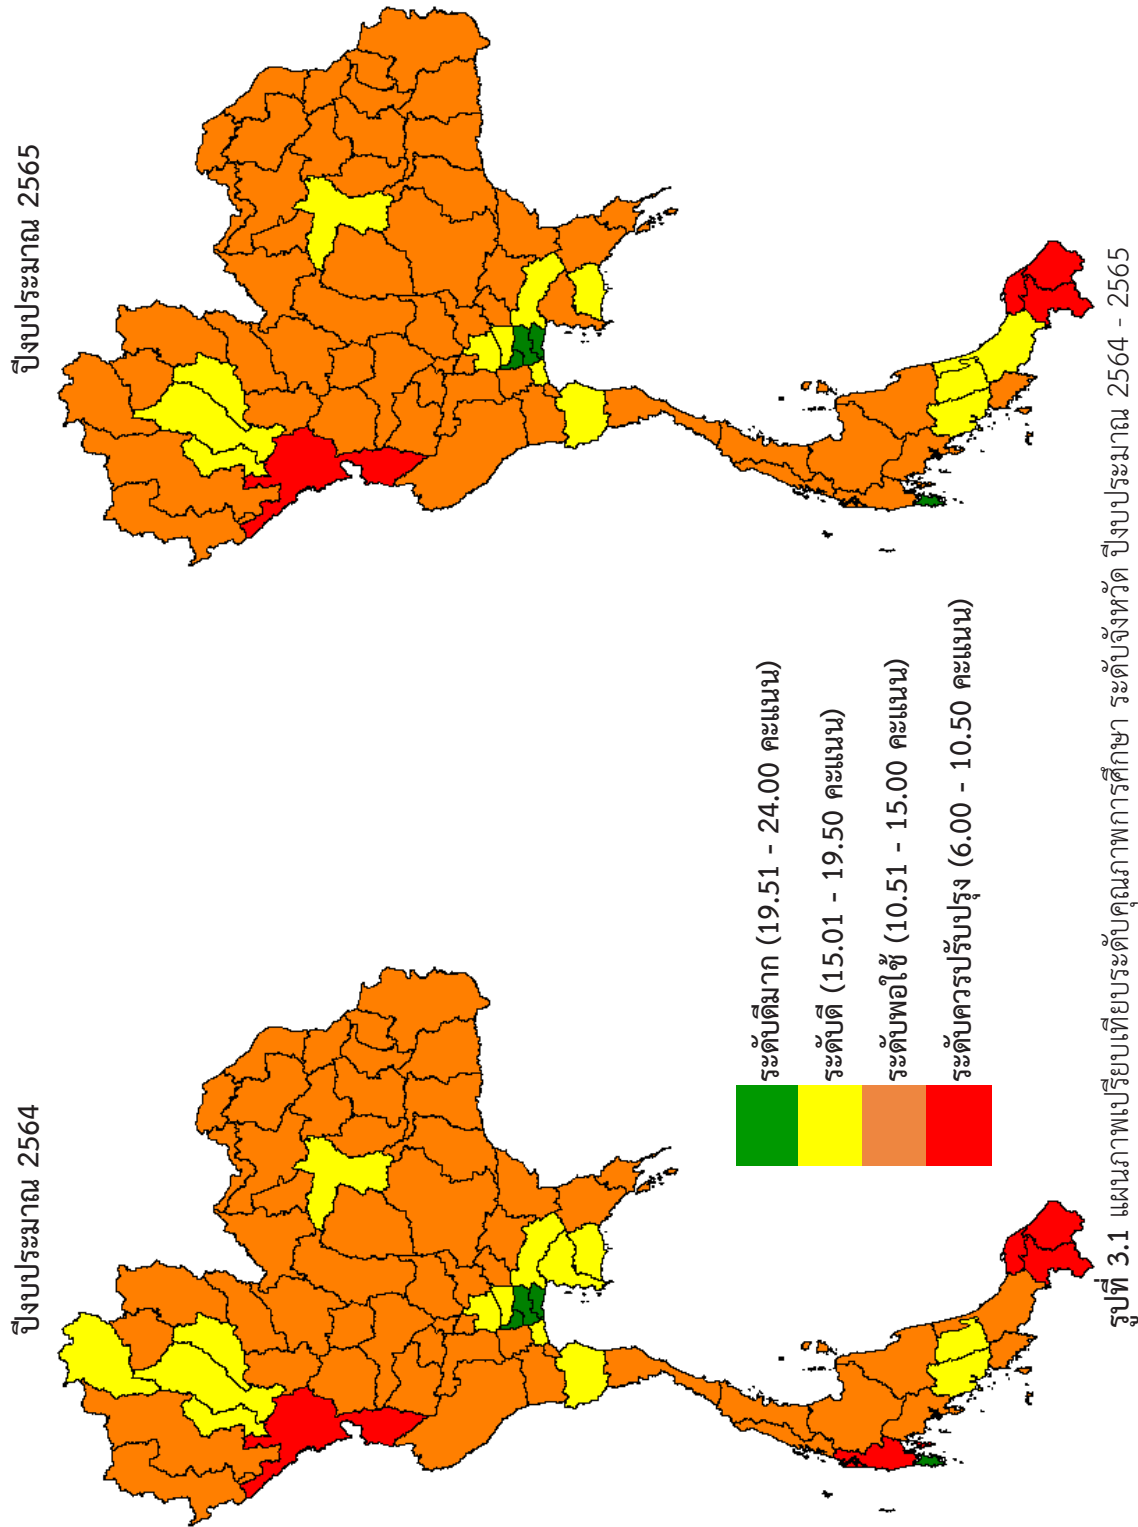 ปีงบประมาณ 2564
ปีงบประมาณ 2565
ระดับดีมาก (19.51 - 24.00 คะแนน)
ระดับดี (15.01 - 19.50 คะแนน)
ระดับพอใช้ (10.51 - 15.00 คะแนน)
ระดับควรปรับปรุง (6.00 - 10.50 คะแนน)
รูปที่ 3.1 แผนภาพเปรียบเทียบระดับคุณภาพการศึกษา ระดับจังหวัด ปีงบประมาณ 2564 - 2565